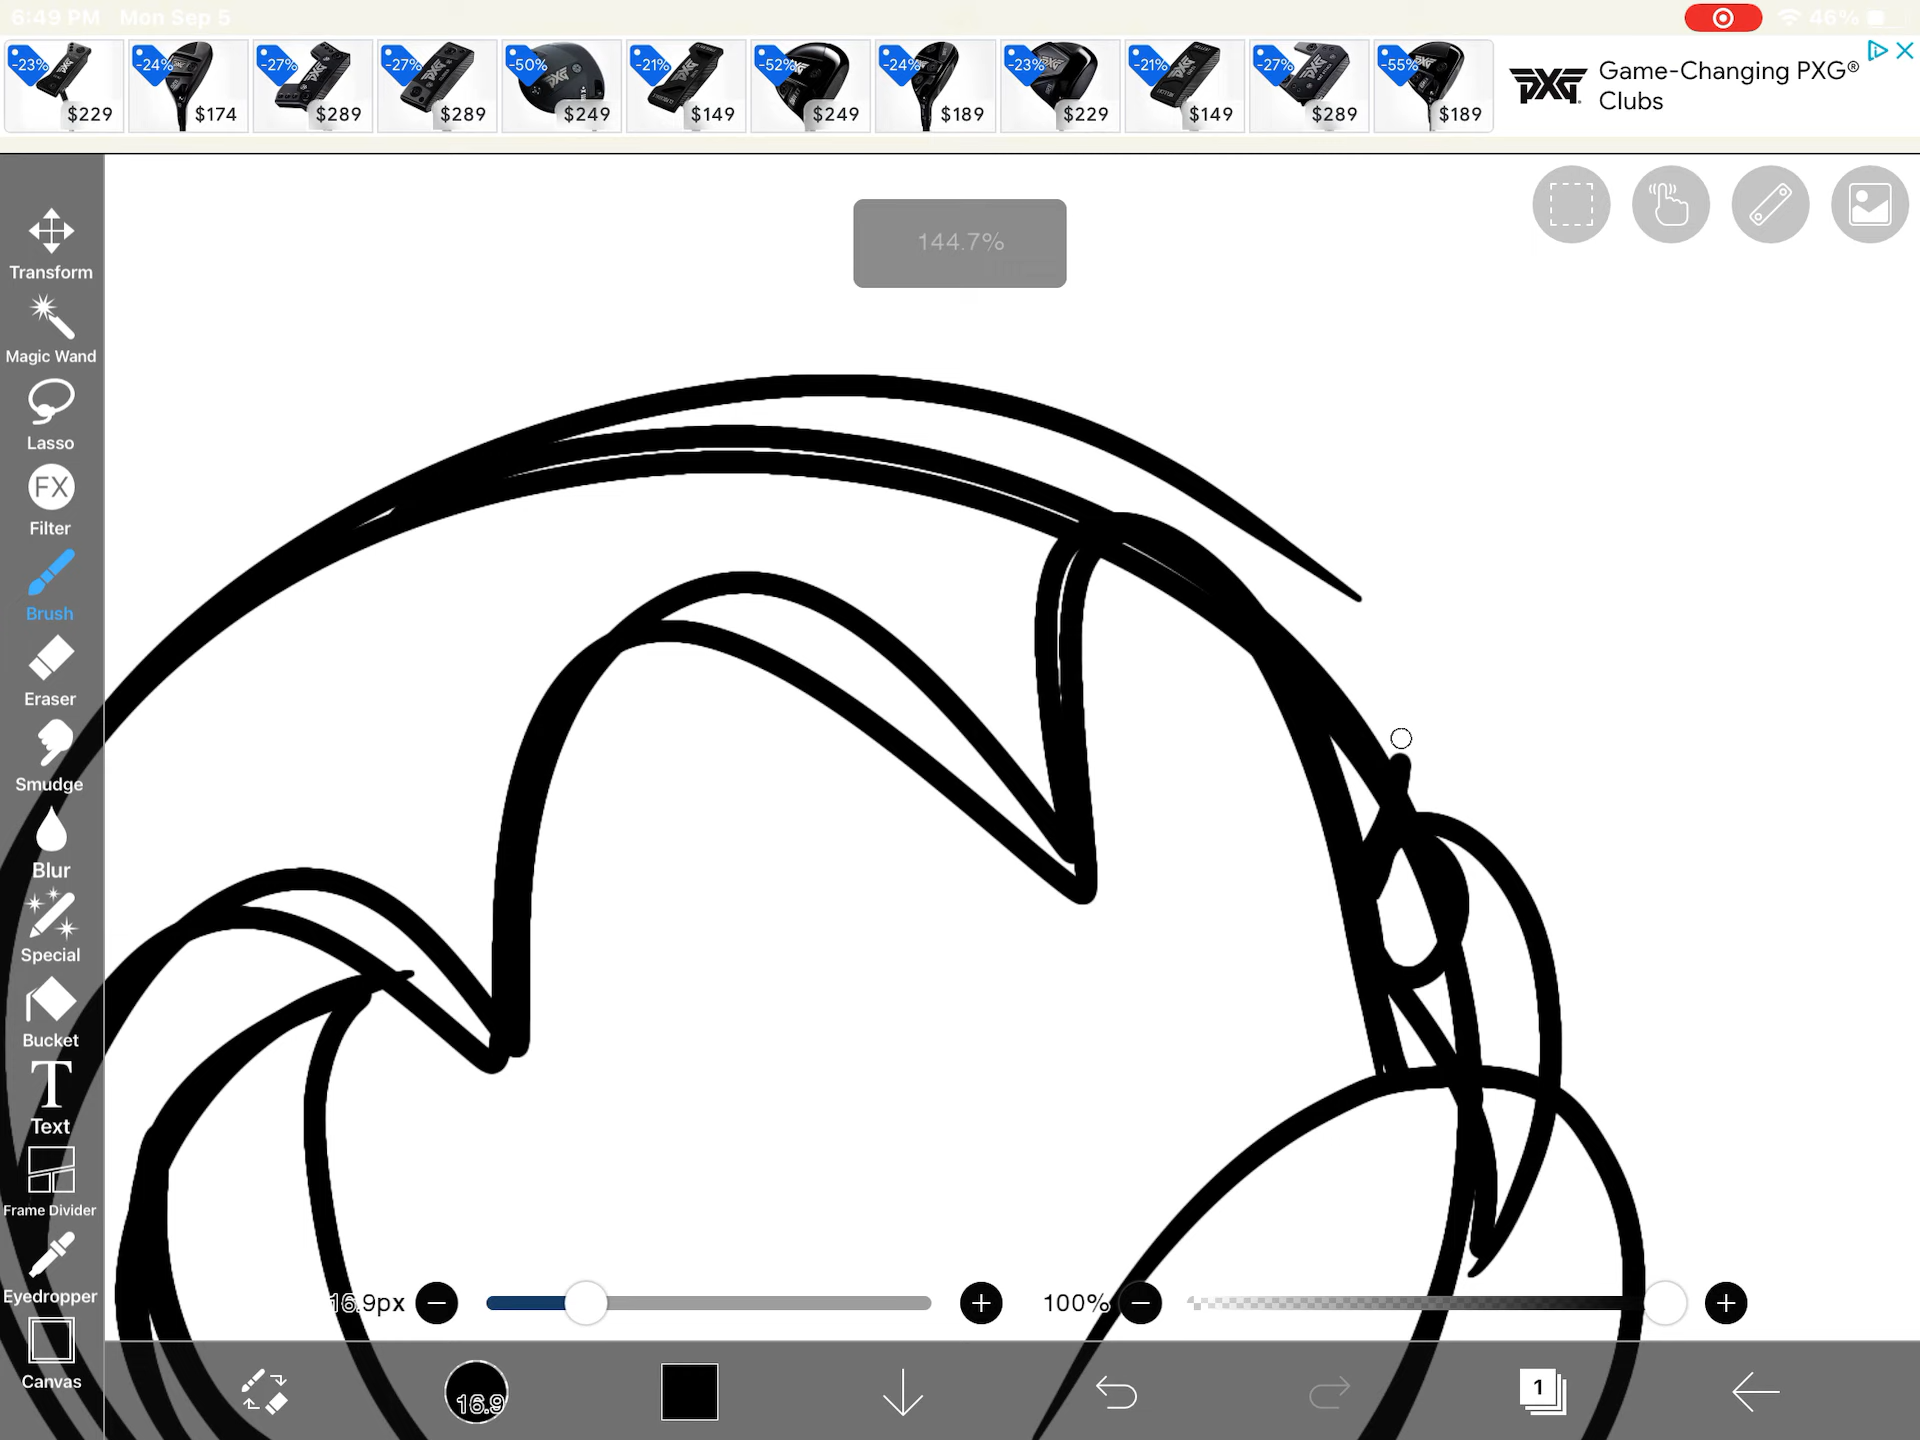 6:49 PM Mon Sep 5
46%
-23% -24% -27% -27% -50% -21% -52% -24% -23% -21% -27% -55%
$229 $174 $289 $289 $249 $149 $249 $189 $229 $149 $289 $189
PXG
Game-Changing PXG®
Clubs
144.7%
Transform
Magic Wand
Lasso
FX
Filter
Brush
Eraser
Smudge
Blur
Special
Bucket
T
Text
Frame Divider
Eyedropper
Canvas
16.9px
100%
16.9
1